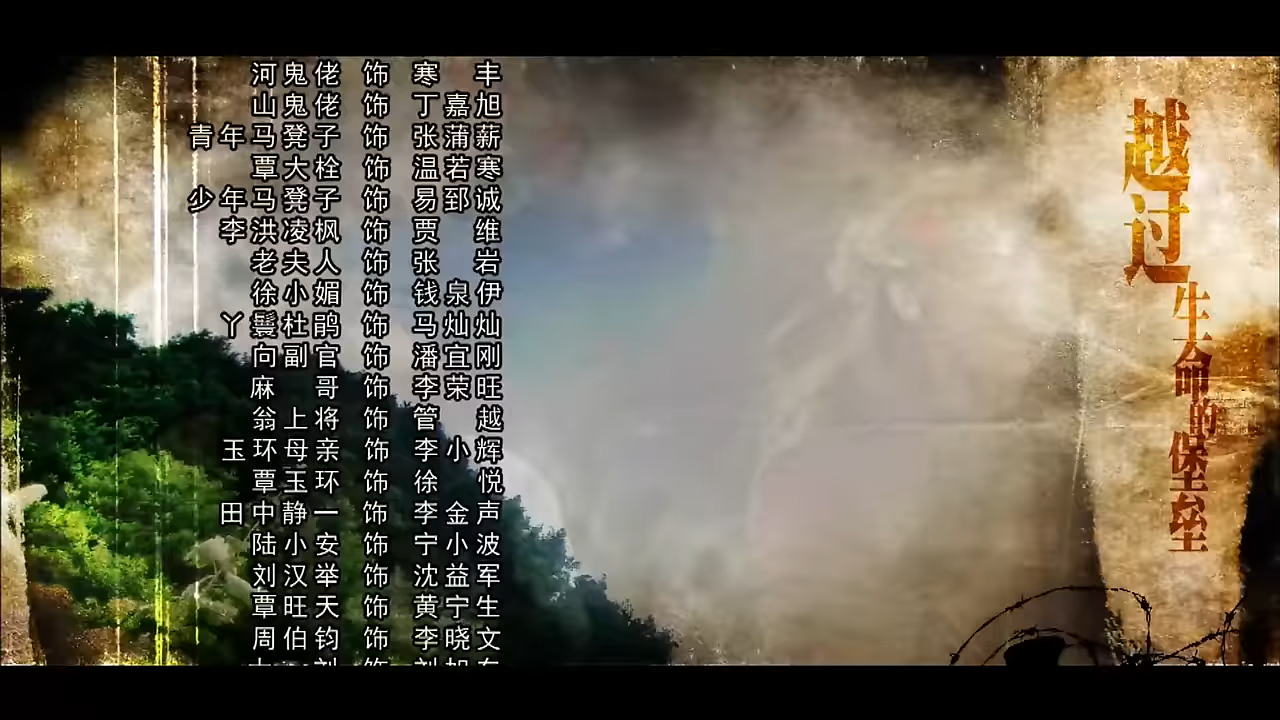 河鬼佬 饰 寒 丰
山鬼佬 饰 丁嘉旭
青年马凳子 饰 张蒲薪
覃大栓 饰 温若寒
少年马凳子 饰 易郅诚
李洪凌枫 饰 贾 维
老夫人 饰 张 岩
徐小媚 饰 钱泉伊
丫鬟杜鹃 饰 马灿灿
向副官 饰 潘宜刚
麻 哥 饰 李荣旺
翁上将 饰 管 越
玉环母亲 饰 李小辉
覃玉环 饰 徐 悦
田中静一 饰 李金声
陆小安 饰 宁小波
刘汉举 饰 沈益军
覃旺天 饰 黄宁生
周伯钧 饰 李晓文
越过生命的堡垒